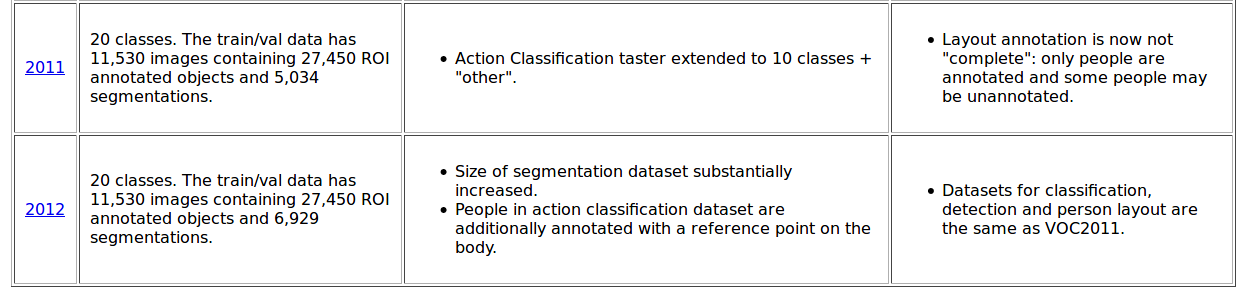 2011
20 classes. The train/val data has
11,530 images containing 27,450 ROI
annotated objects and 5,034
segmentations.
• Action Classification taster extended to 10 classes +
"other".
• Layout annotation is now not
"complete": only people are
annotated and some people may
be unannotated.
2012
20 classes. The train/val data has
11,530 images containing 27,450 ROI
annotated objects and 6,929
segmentations.
• Size of segmentation dataset substantially
increased.
• People in action classification dataset are
additionally annotated with a reference point on the
body.
• Datasets for classification,
detection and person layout are
the same as VOC2011.